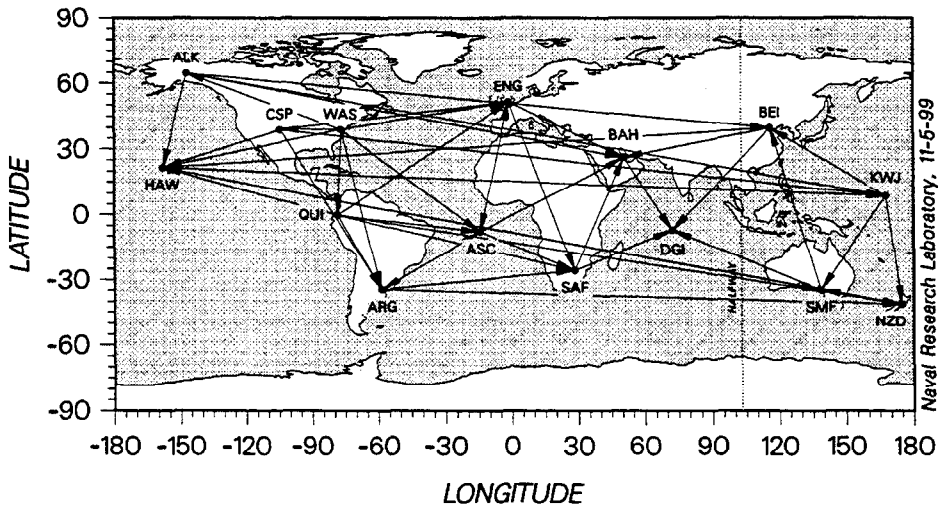 90
60
30
0
-30
-60
-90
LATITUDE
ALK
ENG
CSP WAS
BEI
BAH
HAW
KWJ
QUI
ASC
DGI
SAF
ARG
SMF
NZD
HALFWAY
-180 -150 -120 -90 -60 -30 0 30 60 90 120 150 180
LONGITUDE
Naval Research Laboratory, 11-5-99